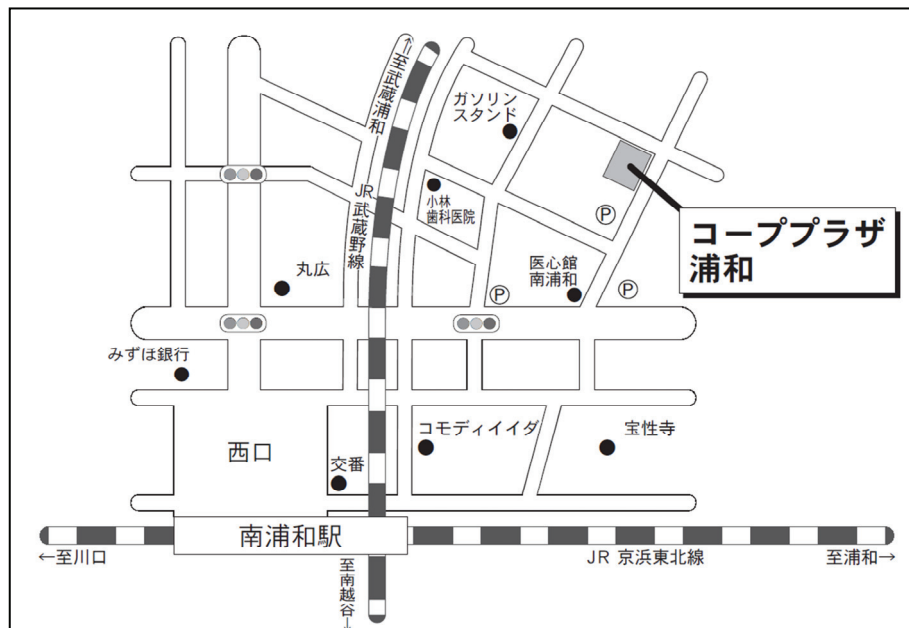 ←至武蔵浦和
JR 武蔵野線
ガソリン
スタンド
小林
歯科医院
Ⓟ
コーププラザ
浦和
丸広
医心館
南浦和
Ⓟ
Ⓟ
みずほ銀行
西口
交番
コモディイイダ
宝性寺
南浦和駅
←至川口
JR 京浜東北線
至浦和→
至南越谷→